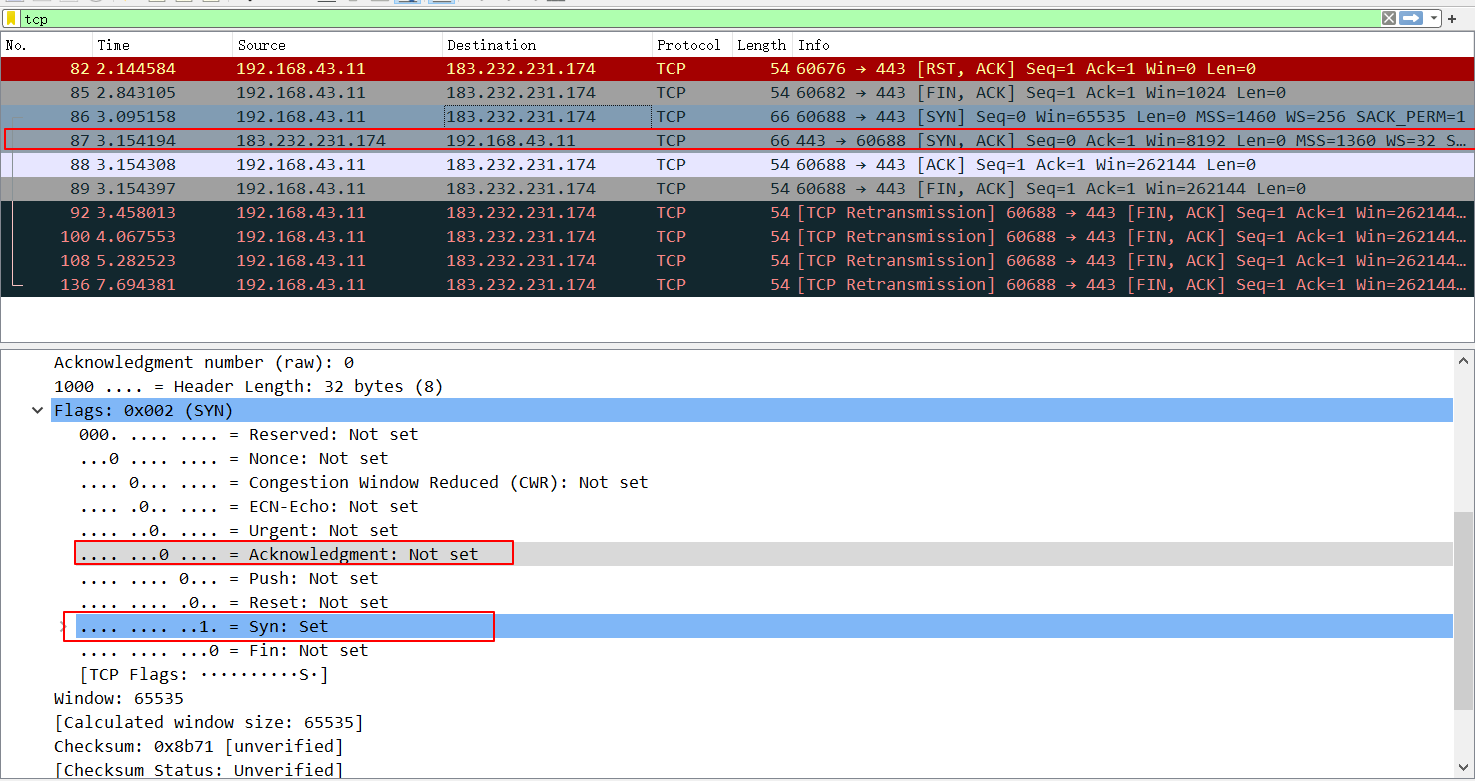 tcp
No. Time Source Destination Protocol Length Info
82 2.144584 192.168.43.11 183.232.231.174 TCP 54 60676 → 443 [RST, ACK] Seq=1 Ack=1 Win=0 Len=0
85 2.843105 192.168.43.11 183.232.231.174 TCP 54 60682 → 443 [FIN, ACK] Seq=1 Ack=1 Win=1024 Len=0
86 3.095158 192.168.43.11 183.232.231.174 TCP 66 60688 → 443 [SYN] Seq=0 Win=65535 Len=0 MSS=1460 WS=256 SACK_PERM=1
87 3.154194 183.232.231.174 192.168.43.11 TCP 66 443 → 60688 [SYN, ACK] Seq=0 Ack=1 Win=8192 Len=0 MSS=1360 WS=32 S…
88 3.154308 192.168.43.11 183.232.231.174 TCP 54 60688 → 443 [ACK] Seq=1 Ack=1 Win=262144 Len=0
89 3.154397 192.168.43.11 183.232.231.174 TCP 54 60688 → 443 [FIN, ACK] Seq=1 Ack=1 Win=262144 Len=0
92 3.458013 192.168.43.11 183.232.231.174 TCP 54 [TCP Retransmission] 60688 → 443 [FIN, ACK] Seq=1 Ack=1 Win=262144…
100 4.067553 192.168.43.11 183.232.231.174 TCP 54 [TCP Retransmission] 60688 → 443 [FIN, ACK] Seq=1 Ack=1 Win=262144…
108 5.282523 192.168.43.11 183.232.231.174 TCP 54 [TCP Retransmission] 60688 → 443 [FIN, ACK] Seq=1 Ack=1 Win=262144…
136 7.694381 192.168.43.11 183.232.231.174 TCP 54 [TCP Retransmission] 60688 → 443 [FIN, ACK] Seq=1 Ack=1 Win=262144…
Acknowledgment number (raw): 0
1000 .... = Header Length: 32 bytes (8)
Flags: 0x002 (SYN)
000. .... .... = Reserved: Not set
...0 .... .... = Nonce: Not set
.... 0... .... = Congestion Window Reduced (CWR): Not set
.... .0.. .... = ECN-Echo: Not set
.... ..0. .... = Urgent: Not set
.... ...0 .... = Acknowledgment: Not set
.... .... 0... = Push: Not set
.... .... .0.. = Reset: Not set
.... .... ..1. = Syn: Set
.... .... ...0 = Fin: Not set
[TCP Flags: ··········S·]
Window: 65535
[Calculated window size: 65535]
Checksum: 0x8b71 [unverified]
[Checksum Status: Unverified]